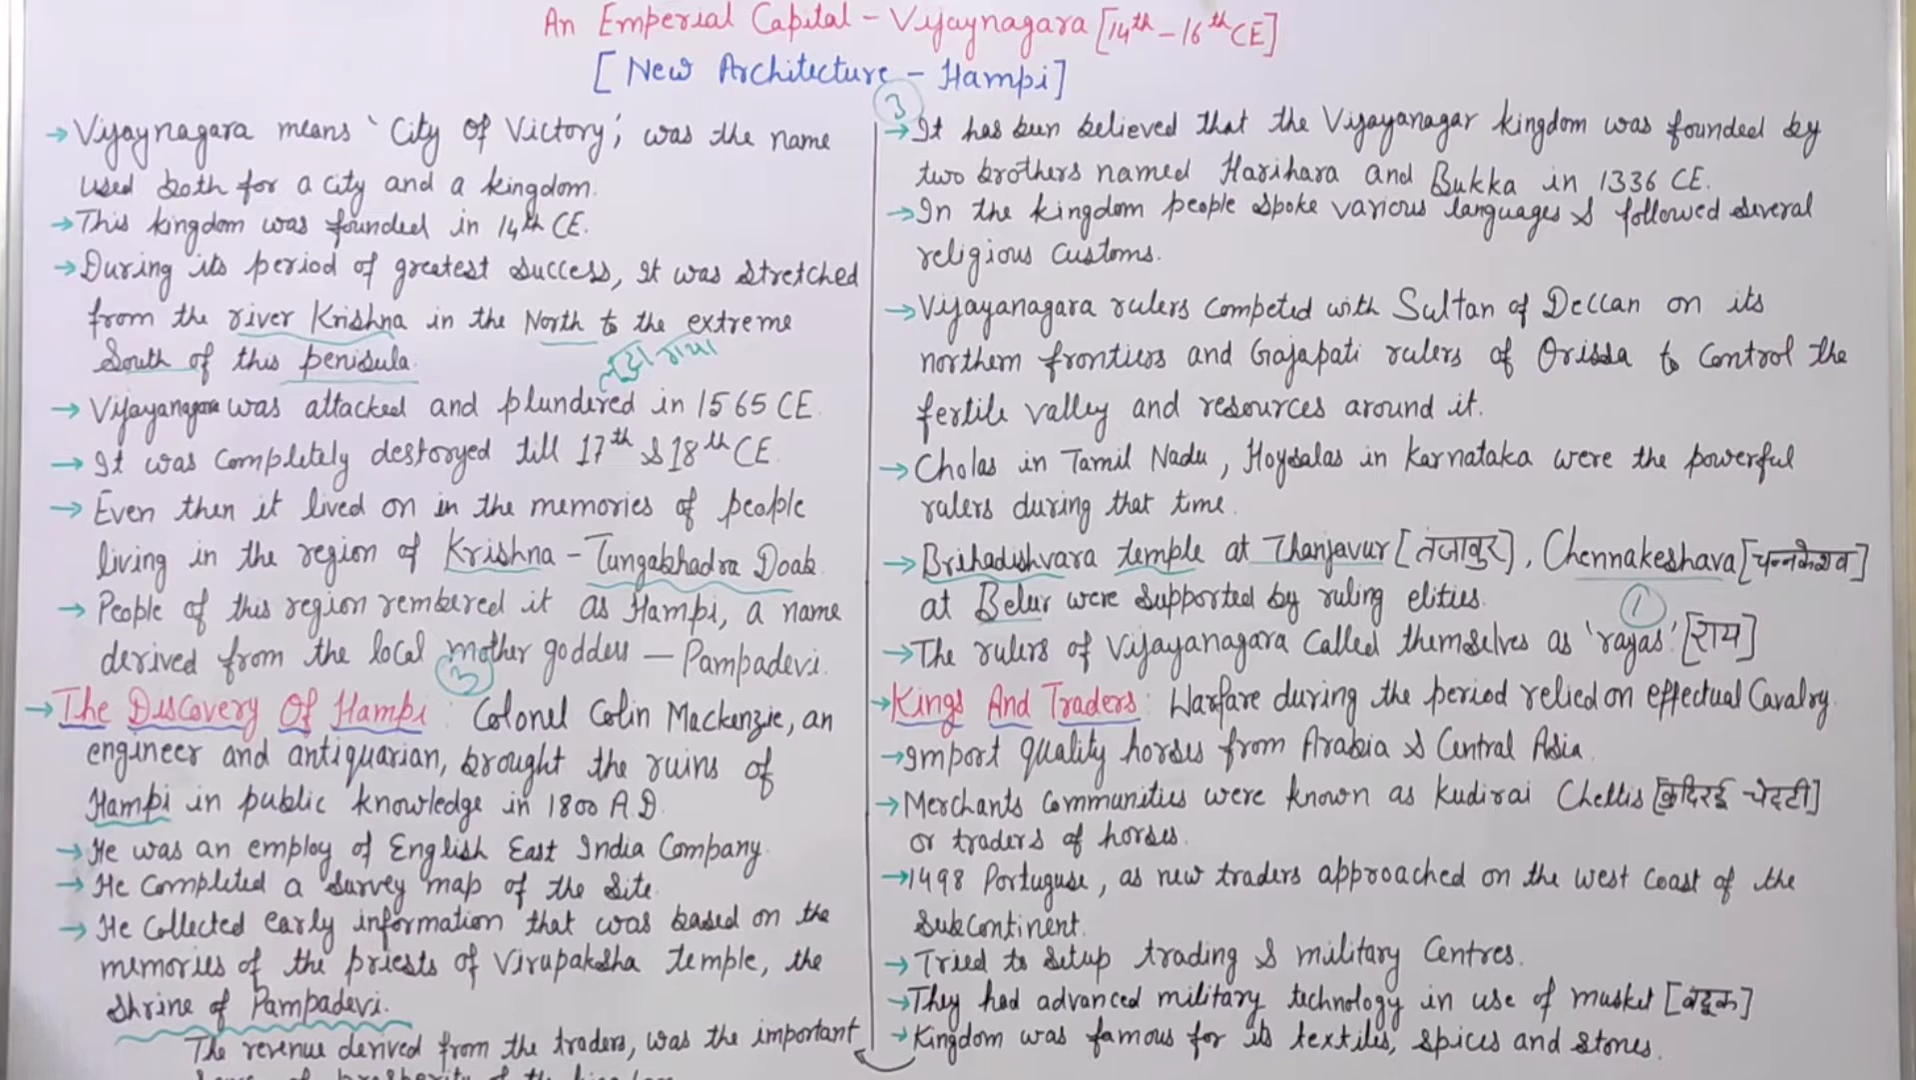 An Emperial Capital - Vijaynagara [14th - 16th CE]
[New Architecture - Hampi]
→ Vijaynagara means 'City of Victory', was the name
used both for a city and a kingdom.
→ This kingdom was founded in 14th CE.
→ During its period of greatest success, It was stretched
from the river Krishna in the North to the extreme
South of this penisula.
→ Vijayanagara was attacked and plundered in 1565 CE.
→ It was completely destoryed till 17th & 18th CE.
→ Even then it lived on in the memories of people
living in the region of Krishna - Tungabhadra Doab.
→ People of this region rembered it as Hampi, a name
derived from the local mother goddess — Pampadevi.
②
→ The Discovery Of Hampi : Colonel Colin Mackenzie, an
engineer and antiquarian, brought the ruins of
Hampi in public knowledge in 1800 A.D.
→ He was an employ of English East India Company.
→ He completed a survey map of the site.
→ He collected early information that was based on the
memories of the priests of Virupaksha temple, the
shrine of Pampadevi.
The revenue derived from the traders, was the important
③
→ It has been believed that the Vijayanagar kingdom was founded by
two brothers named Harihara and Bukka in 1336 CE.
→ In the kingdom people spoke various languages & followed several
religious customs.
→ Vijayanagara rulers competed with Sultan of Deccan on its
northern frontiers and Gajapati rulers of Orissa to control the
fertile valley and resources around it.
→ Cholas in Tamil Nadu, Hoysalas in Karnataka were the powerful
rulers during that time.
→ Brihadishvara temple at Thanjavur [तंजावुर], Chennakeshava [चन्नकेशव]
at Belur were supported by ruling elities.
①
→ The rulers of Vijayanagara called themselves as 'rayas'. [राय]
→ Kings And Traders : Warfare during the period relied on effectual Cavalry.
→ Import quality horses from Arabia & Central Asia.
→ Merchants communities were known as kudirai Chettis [कुदिरई चेट्टी]
or traders of horses.
→ 1498 Portuguse, as new traders approached on the west coast of the
subcontinent.
→ Tried to setup trading & military Centres.
→ They had advanced military technology in use of musket [बंदूक]
→ Kingdom was famous for its textiles, spices and stones.